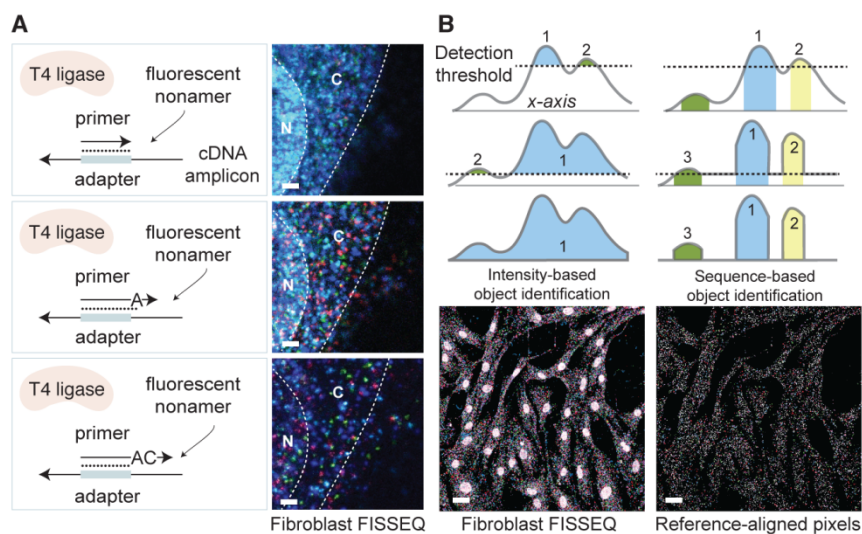 A
T4 ligase
fluorescent
nonamer
primer
cDNA
amplicon
adapter
C
N
T4 ligase
fluorescent
nonamer
primer
A
adapter
C
N
T4 ligase
fluorescent
nonamer
primer
AC
adapter
C
N
Fibroblast FISSEQ
B
Detection
threshold
1
2
x-axis
1
2
2
1
3
1
2
1
3
1
2
Intensity-based
object identification
Sequence-based
object identification
Fibroblast FISSEQ
Reference-aligned pixels